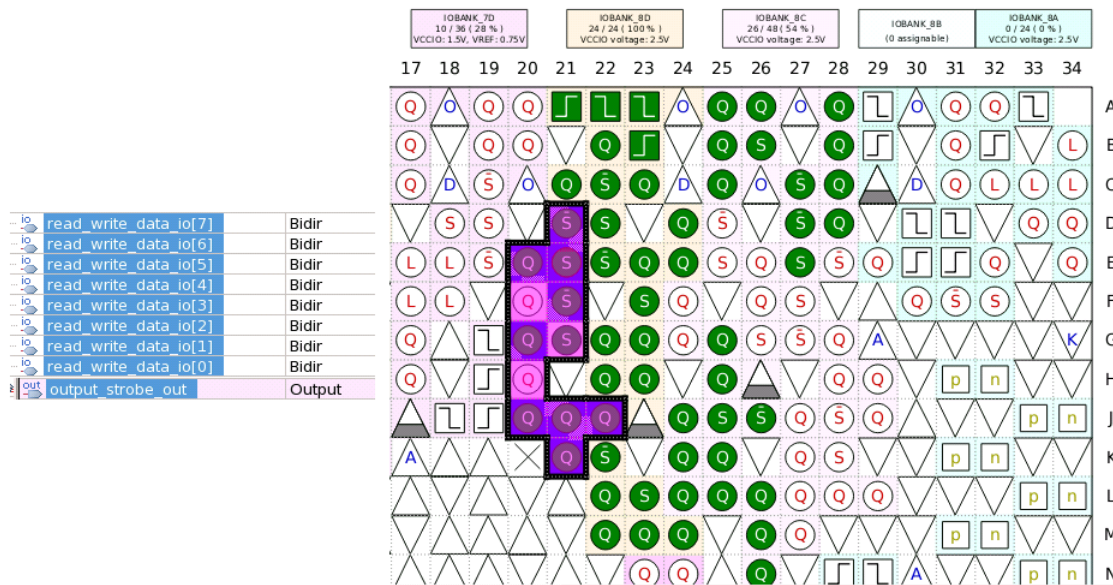 IOBANK_7D
10 / 36 ( 28 % )
VCCIO: 1.5V, VREF: 0.75V
IOBANK_8D
24 / 24 ( 100 % )
VCCIO voltage: 2.5V
IOBANK_8C
26 / 48 ( 54 % )
VCCIO voltage: 2.5V
IOBANK_8B
(0 assignable)
IOBANK_8A
0 / 24 ( 0 % )
VCCIO voltage: 2.5V
17 18 19 20 21 22 23 24 25 26 27 28 29 30 31 32 33 34
Q O Q Q O Q Q O Q O Q Q A
Q Q Q Q Q S Q Q L
Q D S̄ O Q S̄ Q D Q O S̄ Q D Q L L L
S S S̄ S Q S̄ S̄ Q Q Q
L L S̄ Q S S̄ Q Q S Q S S̄ Q Q Q
L L Q S̄ S Q Q S Q S̄ S
Q Q S Q Q Q Q S S̄ Q A K
Q Q Q Q Q Q Q p n H
Q Q Q Q S̄ S̄ Q S̄ Q p n J
A Q S̄ Q Q Q S p n K
Q S Q Q Q Q Q Q p n L
Q Q Q Q Q p n
Q Q Q A p n
read_write_data_io[7] Bidir
read_write_data_io[6] Bidir
read_write_data_io[5] Bidir
read_write_data_io[4] Bidir
read_write_data_io[3] Bidir
read_write_data_io[2] Bidir
read_write_data_io[1] Bidir
read_write_data_io[0] Bidir
output_strobe_out Output